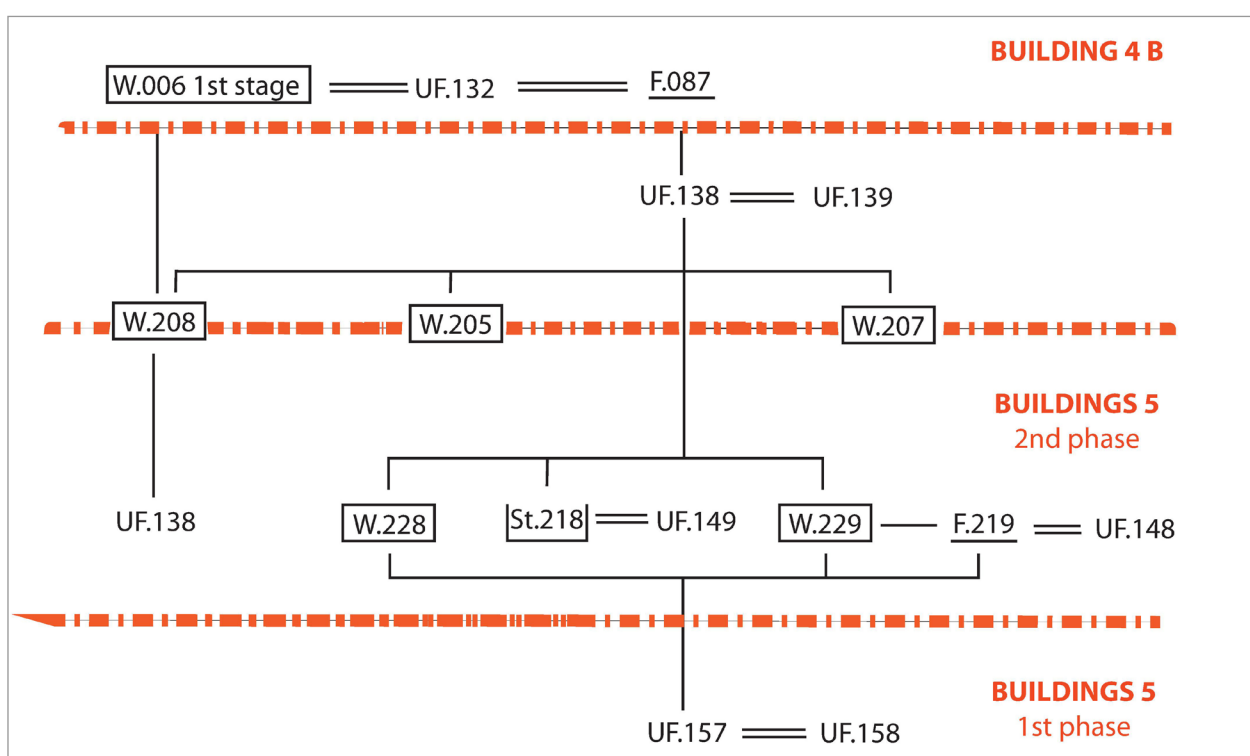 BUILDING 4 B
W.006 1st stage UF.132 F.087
UF.138 UF.139
W.208 W.205 W.207
BUILDINGS 5
2nd phase
UF.138 W.228 St.218 UF.149 W.229 F.219 UF.148
BUILDINGS 5
1st phase
UF.157 UF.158